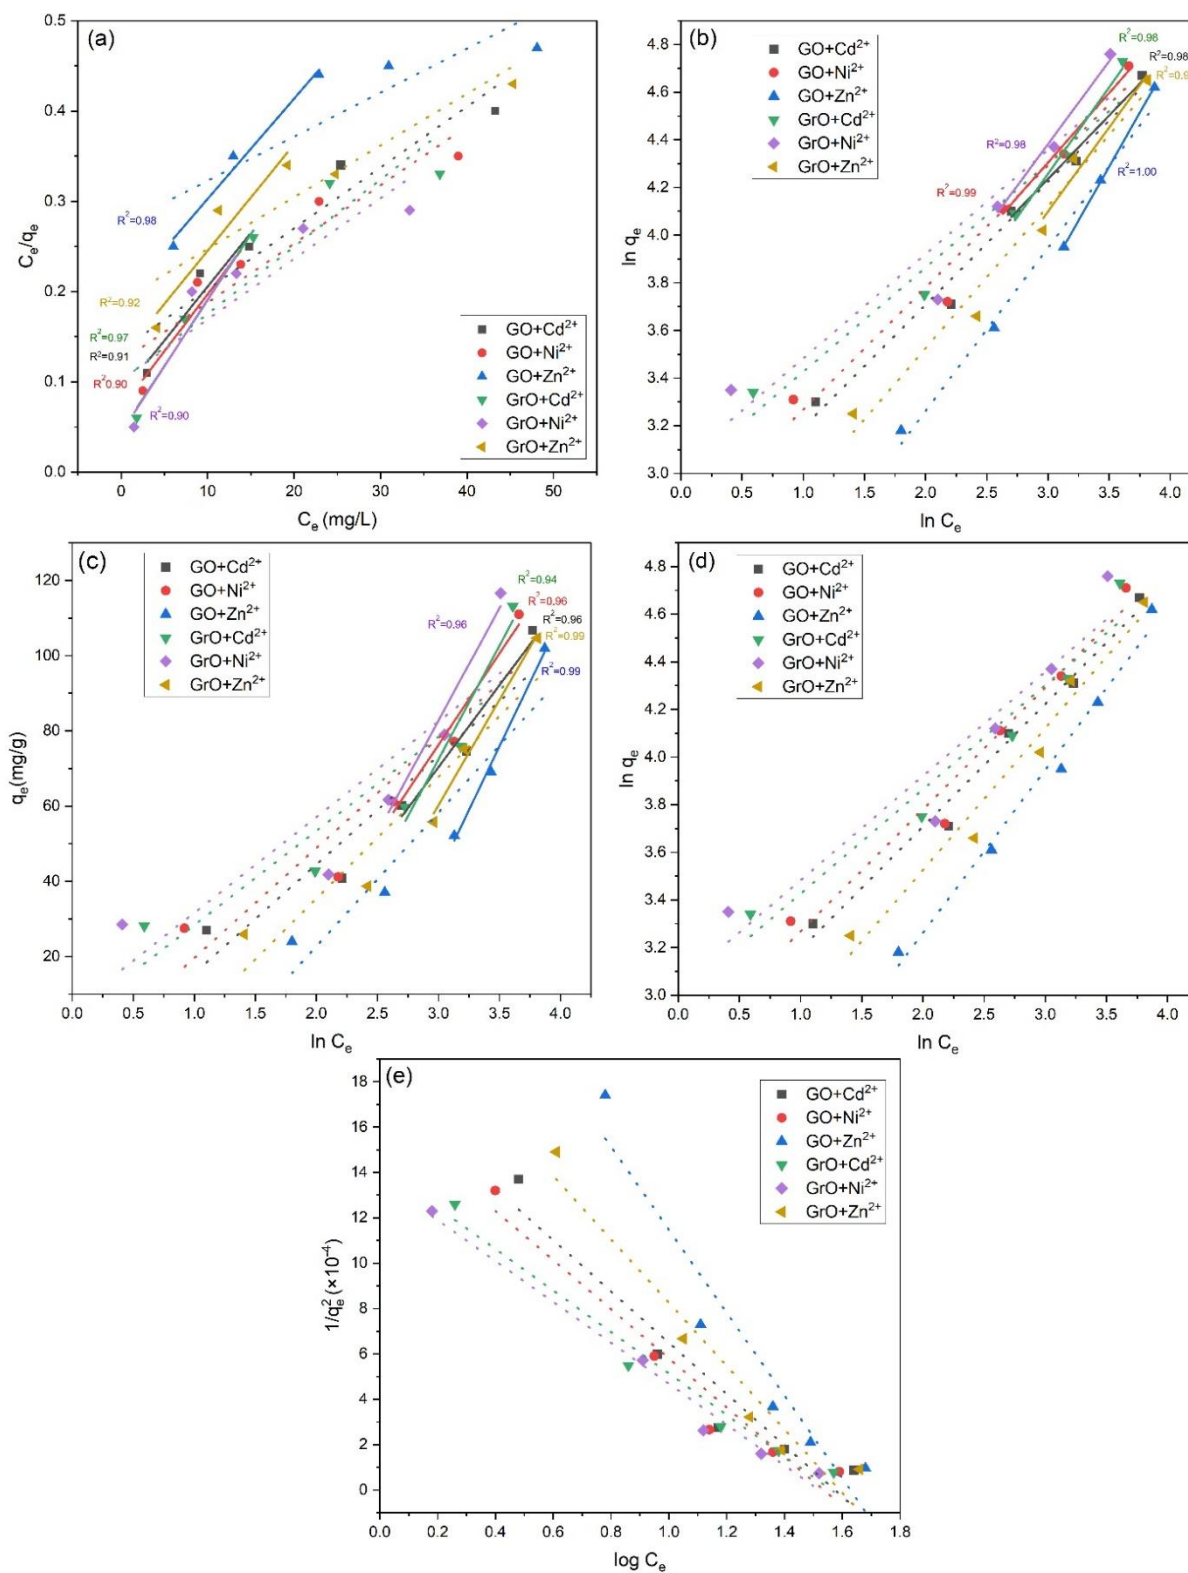 (a)
0.5
0.4
0.3
0.2
0.1
0.0
C_e/q_e
0 10 20 30 40 50
C_e (mg/L)
R²=0.98
R²=0.92
R²=0.97
R²=0.91
R²0.90
R²=0.90
GO+Cd²⁺
GO+Ni²⁺
GO+Zn²⁺
GrO+Cd²⁺
GrO+Ni²⁺
GrO+Zn²⁺
(b)
4.8
4.6
4.4
4.2
4.0
3.8
3.6
3.4
3.2
3.0
ln q_e
0.0 0.5 1.0 1.5 2.0 2.5 3.0 3.5 4.0
ln C_e
GO+Cd²⁺
GO+Ni²⁺
GO+Zn²⁺
GrO+Cd²⁺
GrO+Ni²⁺
GrO+Zn²⁺
R²=0.98
R²=0.98
R²=0.9
R²=0.98
R²=0.99
R²=1.00
(c)
120
100
80
60
40
20
q_e (mg/g)
0.0 0.5 1.0 1.5 2.0 2.5 3.0 3.5 4.0
ln C_e
GO+Cd²⁺
GO+Ni²⁺
GO+Zn²⁺
GrO+Cd²⁺
GrO+Ni²⁺
GrO+Zn²⁺
R²=0.94
R²=0.96
R²=0.96
R²=0.96
R²=0.99
R²=0.99
(d)
4.8
4.6
4.4
4.2
4.0
3.8
3.6
3.4
3.2
3.0
ln q_e
0.0 0.5 1.0 1.5 2.0 2.5 3.0 3.5 4.0
ln C_e
GO+Cd²⁺
GO+Ni²⁺
GO+Zn²⁺
GrO+Cd²⁺
GrO+Ni²⁺
GrO+Zn²⁺
(e)
18
16
14
12
10
8
6
4
2
0
1/q_e² (×10⁻⁴)
0.0 0.2 0.4 0.6 0.8 1.0 1.2 1.4 1.6 1.8
log C_e
GO+Cd²⁺
GO+Ni²⁺
GO+Zn²⁺
GrO+Cd²⁺
GrO+Ni²⁺
GrO+Zn²⁺